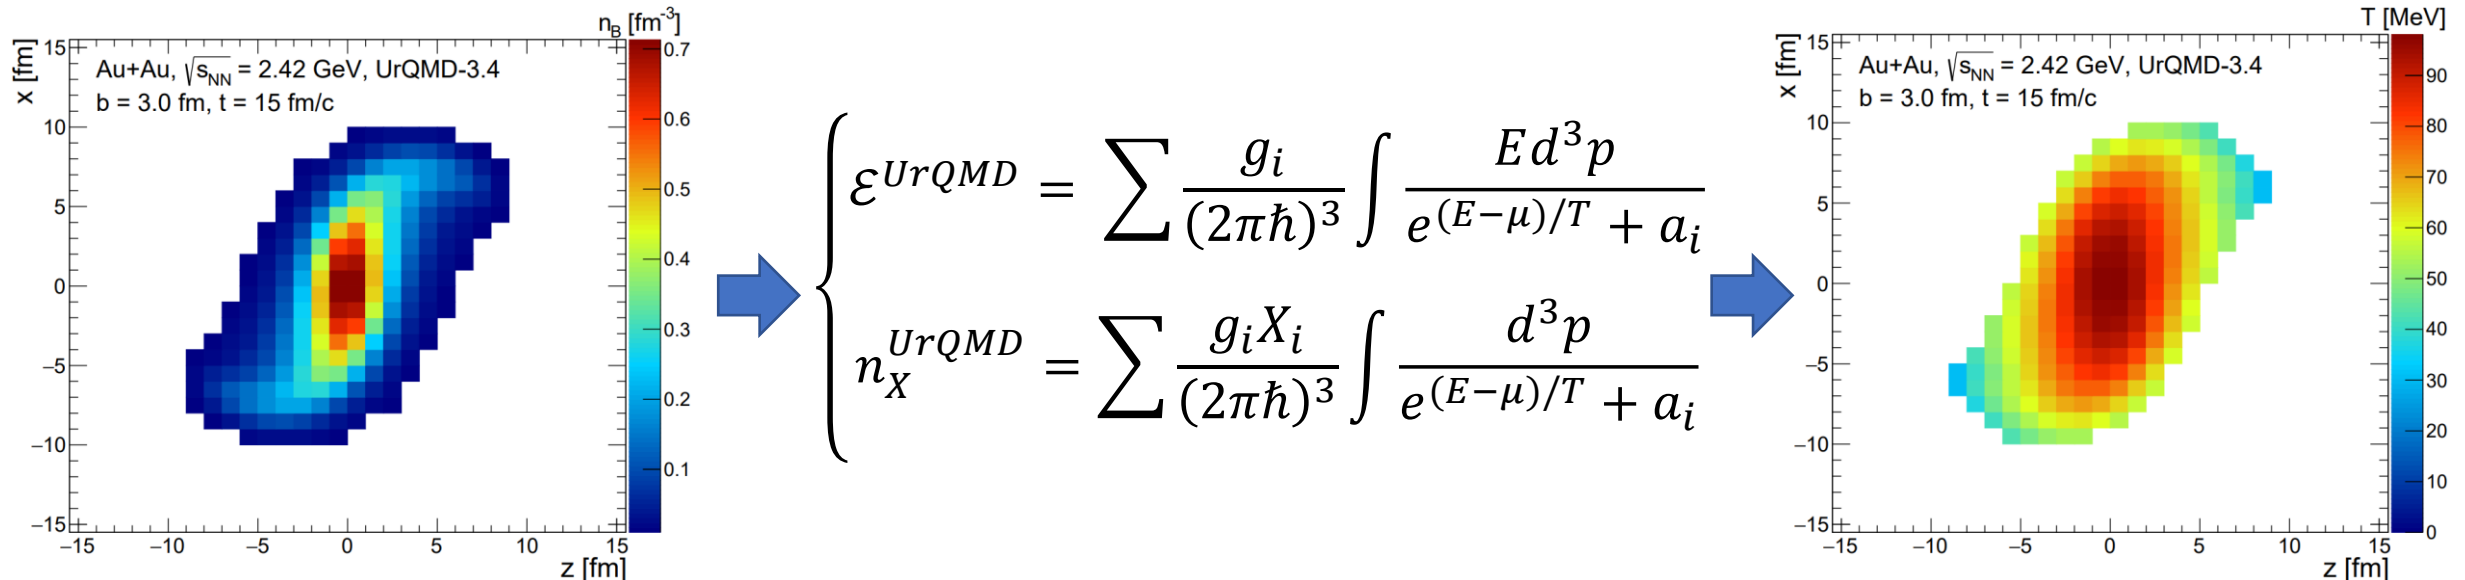 n_B [fm^-3]
x [fm]
Au+Au, √s_NN = 2.42 GeV, UrQMD-3.4
b = 3.0 fm, t = 15 fm/c
15
10
5
0
−5
−10
−15
−15 −10 −5 0 5 10 15
z [fm]
0.7
0.6
0.5
0.4
0.3
0.2
0.1
ε^UrQMD = ∑ g_i/(2πħ)^3 ∫ Ed^3p/(e^(E−μ)/T + a_i)
n_X^UrQMD = ∑ g_iX_i/(2πħ)^3 ∫ d^3p/(e^(E−μ)/T + a_i)
T [MeV]
x [fm]
Au+Au, √s_NN = 2.42 GeV, UrQMD-3.4
b = 3.0 fm, t = 15 fm/c
15
10
5
0
−5
−10
−15
−15 −10 −5 0 5 10 15
z [fm]
90
80
70
60
50
40
30
20
10
0